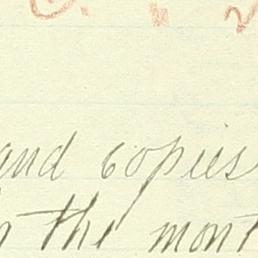 and copies
the mont